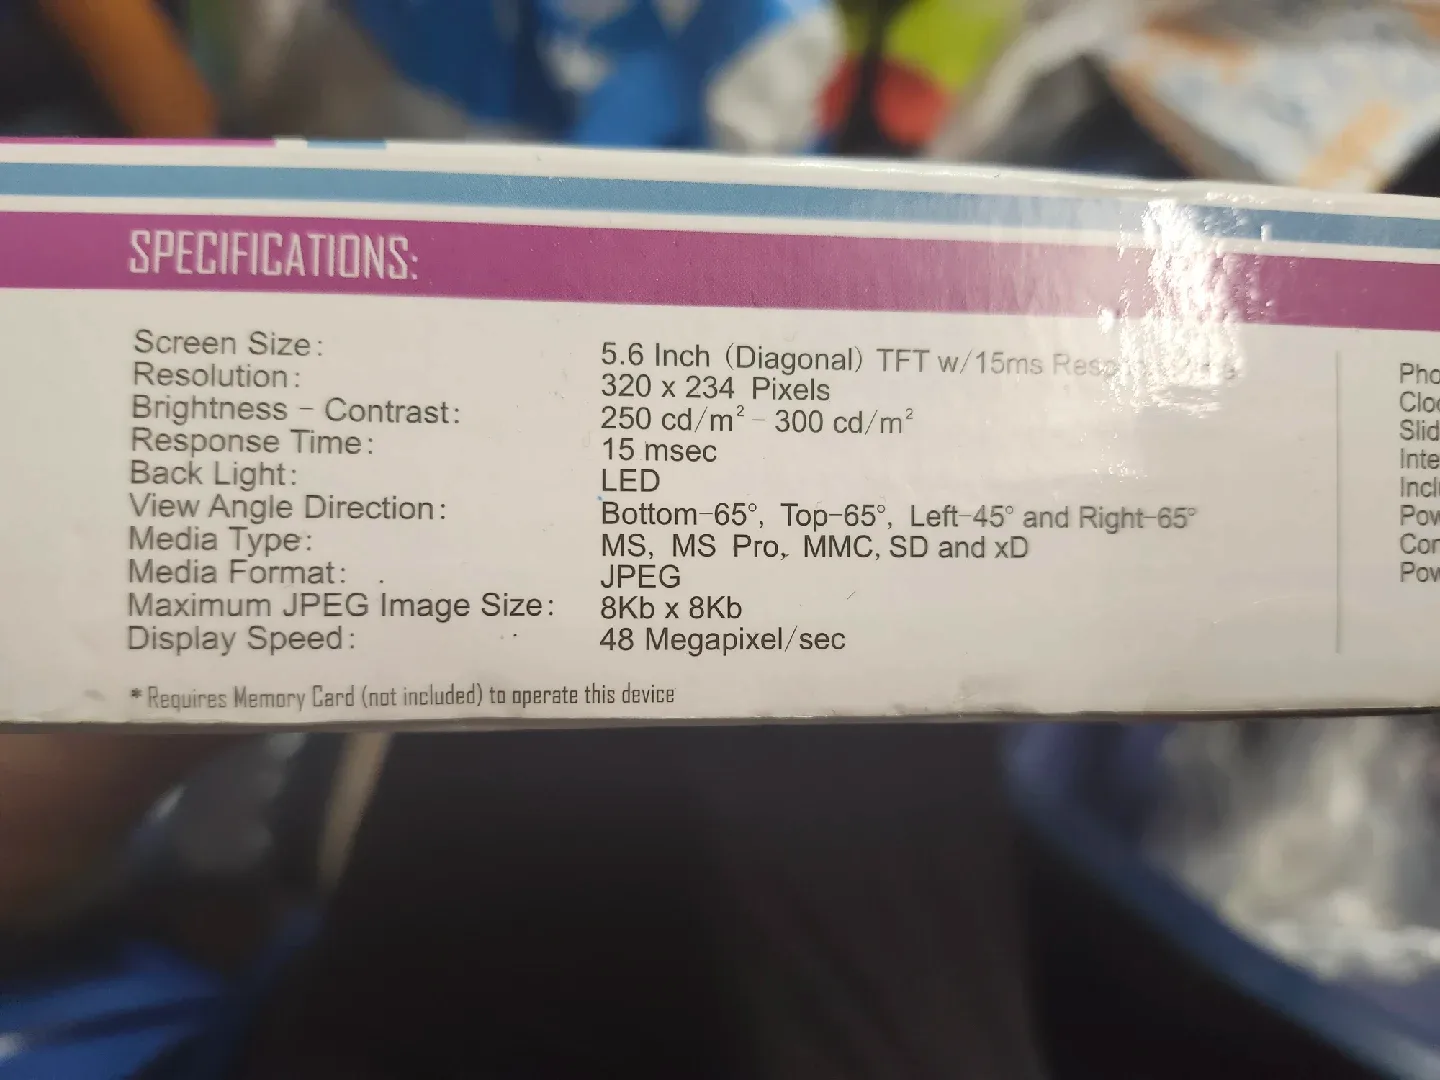 SPECIFICATIONS:
Screen Size: 5.6 Inch (Diagonal) TFT w/15ms
Resolution: 320 x 234 Pixels
Brightness - Contrast: 250 cd/m² - 300 cd/m²
Response Time: 15 msec
Back Light: LED
View Angle Direction: Bottom-65°, Top-65°, Left-45° and Right-65°
Media Type: MS, MS Pro, MMC, SD and xD
Media Format: JPEG
Maximum JPEG Image Size: 8Kb x 8Kb
Display Speed: 48 Megapixel/sec
* Requires Memory Card (not included) to operate this device